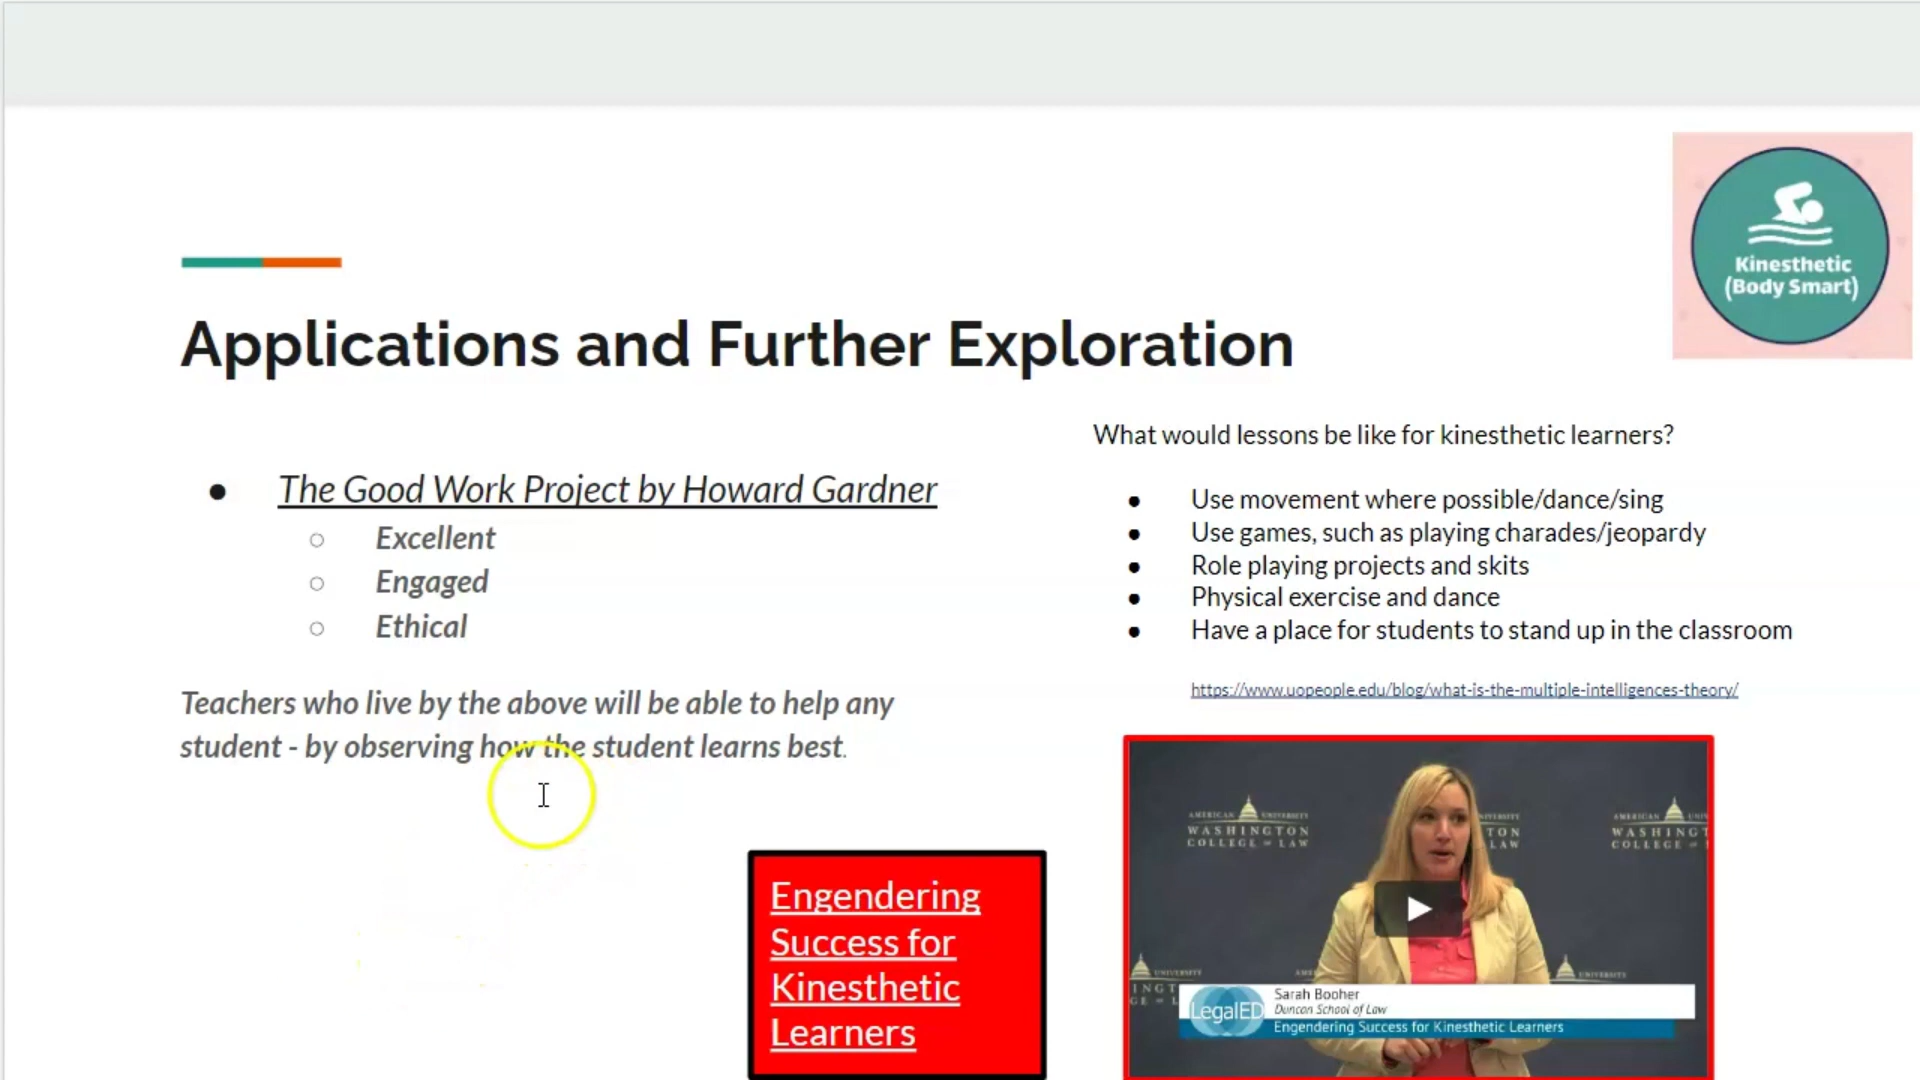 Kinesthetic
(Body Smart)
Applications and Further Exploration
● The Good Work Project by Howard Gardner
○ Excellent
○ Engaged
○ Ethical
Teachers who live by the above will be able to help any
student - by observing how the student learns best.
What would lessons be like for kinesthetic learners?
● Use movement where possible/dance/sing
● Use games, such as playing charades/jeopardy
● Role playing projects and skits
● Physical exercise and dance
● Have a place for students to stand up in the classroom
https://www.uopeople.edu/blog/what-is-the-multiple-intelligences-theory/
Engendering
Success for
Kinesthetic
Learners
AMERICAN UNIVERSITY
WASHINGTON
COLLEGE of LAW
LegalED
Sarah Booher
Duncan School of Law
Engendering Success for Kinesthetic Learners